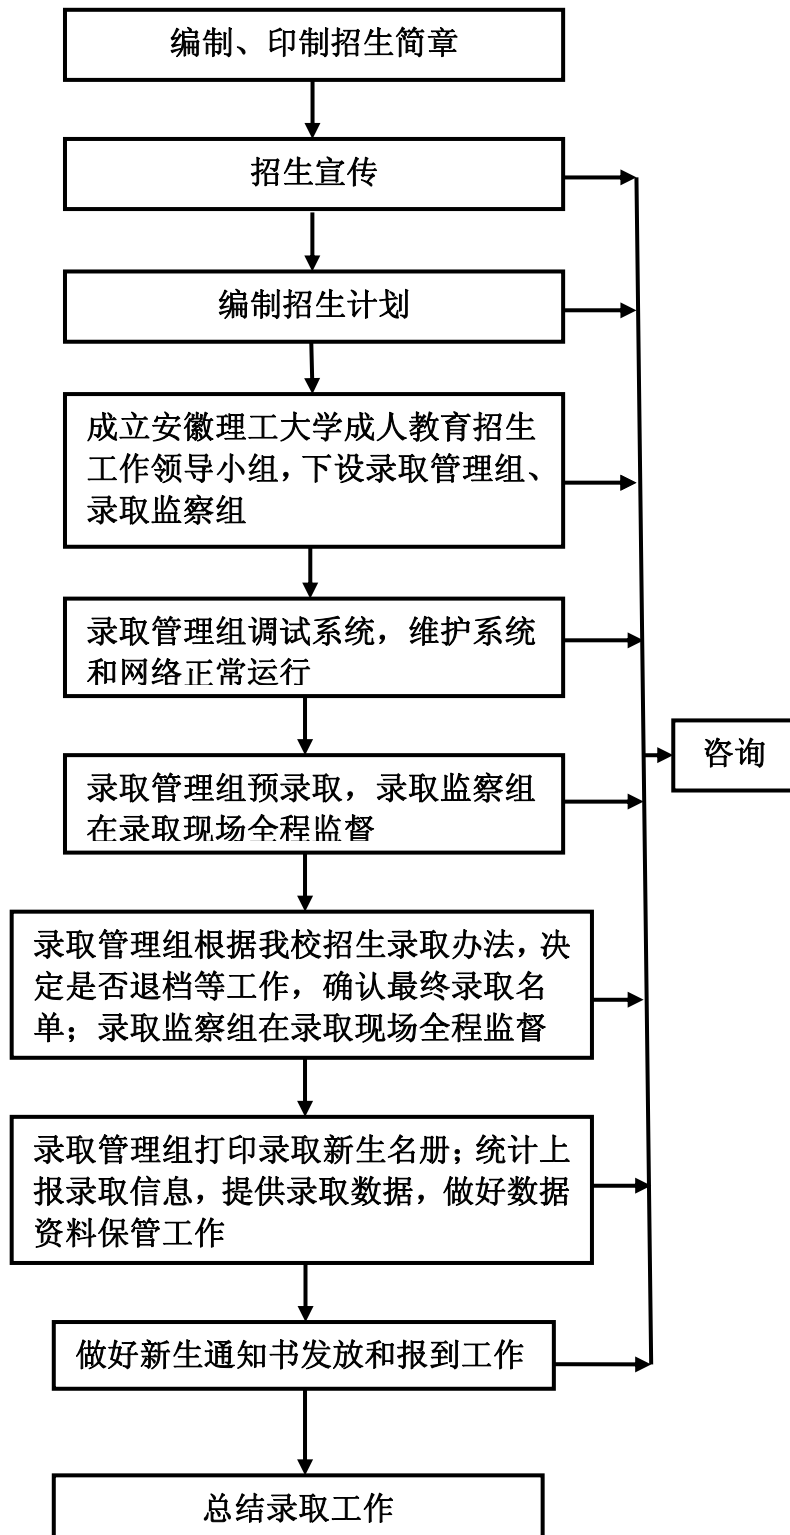 编制、印制招生简章
招生宣传
编制招生计划
成立安徽理工大学成人教育招生
工作领导小组，下设录取管理组、
录取监察组
录取管理组调试系统，维护系统
和网络正常运行
咨询
录取管理组预录取，录取监察组
在录取现场全程监督
录取管理组根据我校招生录取办法，决
定是否退档等工作，确认最终录取名
单；录取监察组在录取现场全程监督
录取管理组打印录取新生名册；统计上
报录取信息，提供录取数据，做好数据
资料保管工作
做好新生通知书发放和报到工作
总结录取工作